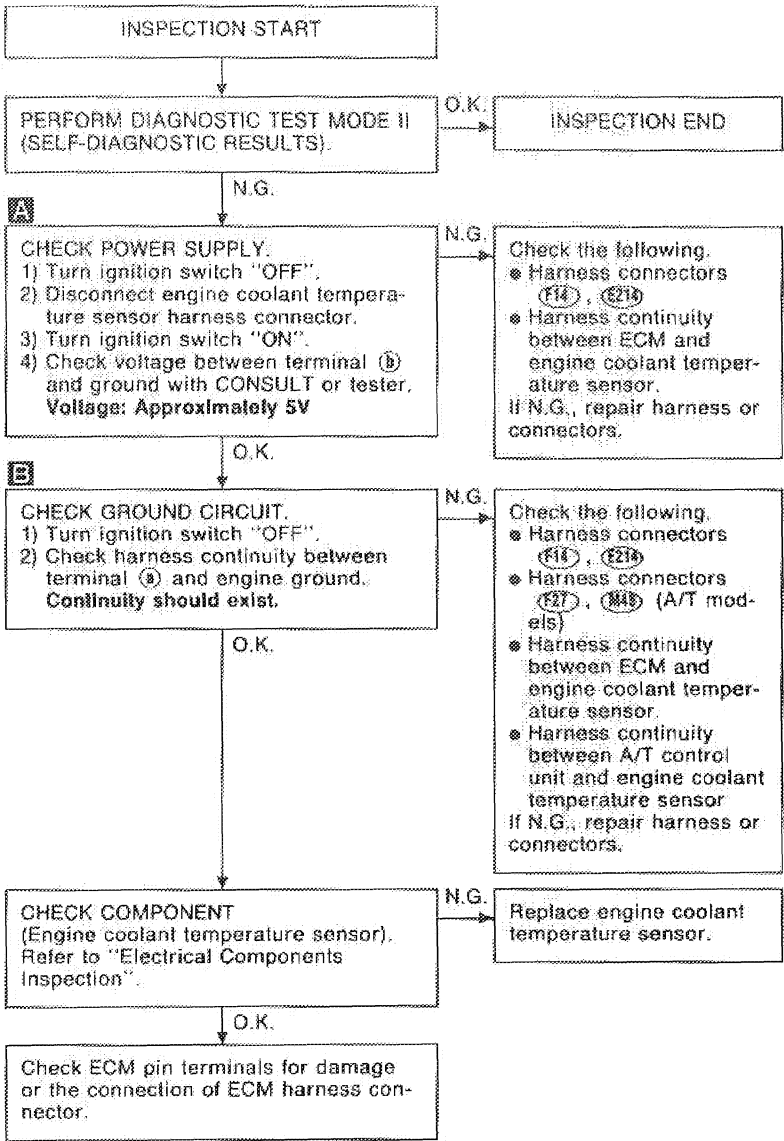 INSPECTION START
PERFORM DIAGNOSTIC TEST MODE II
(SELF-DIAGNOSTIC RESULTS).
O.K.
INSPECTION END
N.G.
A
CHECK POWER SUPPLY.
1) Turn ignition switch "OFF".
2) Disconnect engine coolant tempera-
ture sensor harness connector.
3) Turn ignition switch "ON".
4) Check voltage between terminal ⓑ
and ground with CONSULT or tester.
Voltage: Approximately 5V
N.G.
Check the following.
● Harness connectors
F14 , E214
● Harness continuity
between ECM and
engine coolant temper-
ature sensor.
If N.G., repair harness or
connectors.
O.K.
B
CHECK GROUND CIRCUIT.
1) Turn ignition switch "OFF".
2) Check harness continuity between
terminal ⓐ and engine ground.
Continuity should exist.
N.G.
Check the following.
● Harness connectors
F14 , E214
● Harness connectors
F27 , M48 (A/T mod-
els)
● Harness continuity
between ECM and
engine coolant temper-
ature sensor
● Harness continuity
between A/T control
unit and engine coolant
temperature sensor
If N.G., repair harness or
connectors.
O.K.
CHECK COMPONENT
(Engine coolant temperature sensor).
Refer to "Electrical Components
Inspection".
N.G.
Replace engine coolant
temperature sensor.
O.K.
Check ECM pin terminals for damage
or the connection of ECM harness con-
nector.